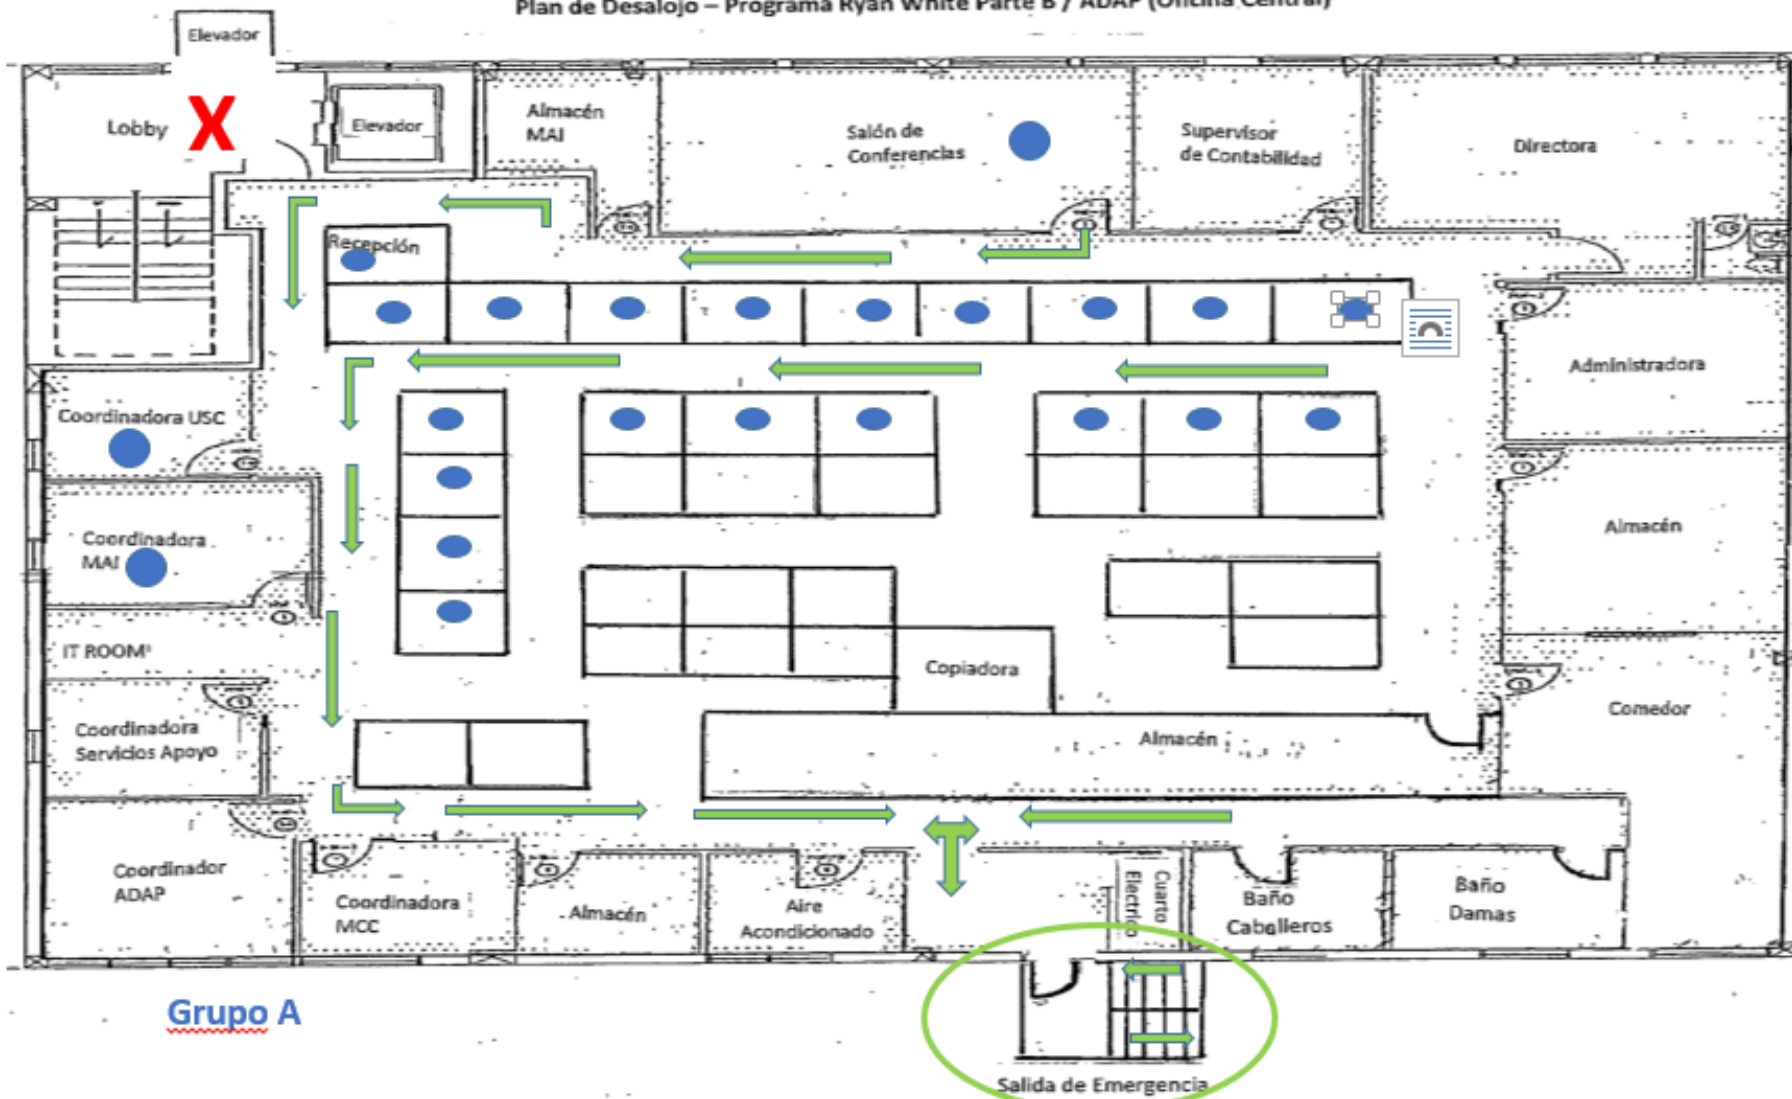 Plan de Desalojo – Programa Ryan White Parte B / ADAP (Oficina Central)
Elevador
Lobby
X
Elevador
Almacén
MAI
Salón de
Conferencias
Supervisor
de Contabilidad
Directora
Recepción
Administradora
Coordinadora USC
Coordinadora
MAI
Almacén
IT ROOM
Copiadora
Coordinadora
Servicios Apoyo
Almacén
Comedor
Coordinador
ADAP
Coordinadora
MCC
Almacén
Aire
Acondicionado
Cuarto
Electrico
Baño
Caballeros
Baño
Damas
Grupo A
Salida de Emergencia